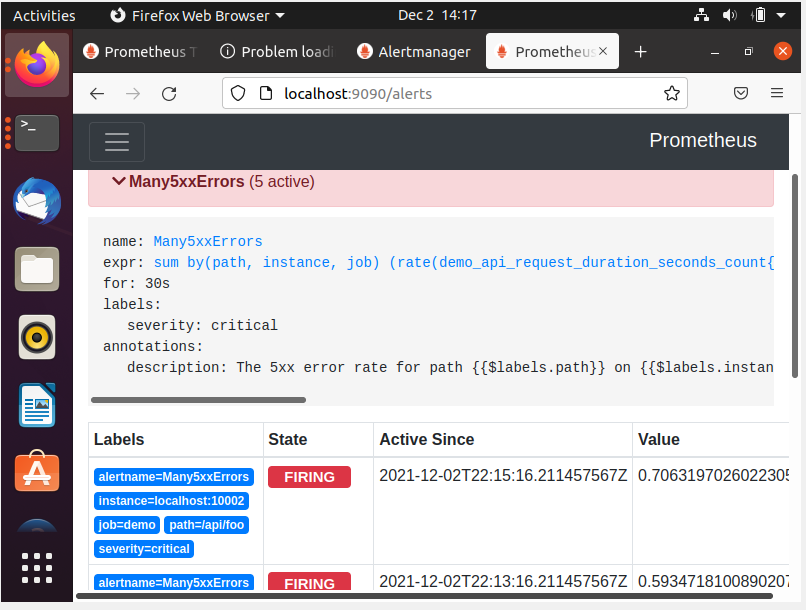 Activities
Firefox Web Browser
Dec 2 14:17
Prometheus T
Problem load
Alertmanager
Prometheus
localhost:9090/alerts
Prometheus
Many5xxErrors (5 active)
name: Many5xxErrors
expr: sum by(path, instance, job) (rate(demo_api_request_duration_seconds_count{
for: 30s
labels:
severity: critical
annotations:
description: The 5xx error rate for path {{$labels.path}} on {{$labels.instan
Labels State Active Since Value
alertname=Many5xxErrors FIRING 2021-12-02T22:15:16.211457567Z 0.7063197026022305
instance=localhost:10002
job=demo path=/api/foo
severity=critical
alertname=Many5xxErrors FIRING 2021-12-02T22:13:16.211457567Z 0.5934718100890207